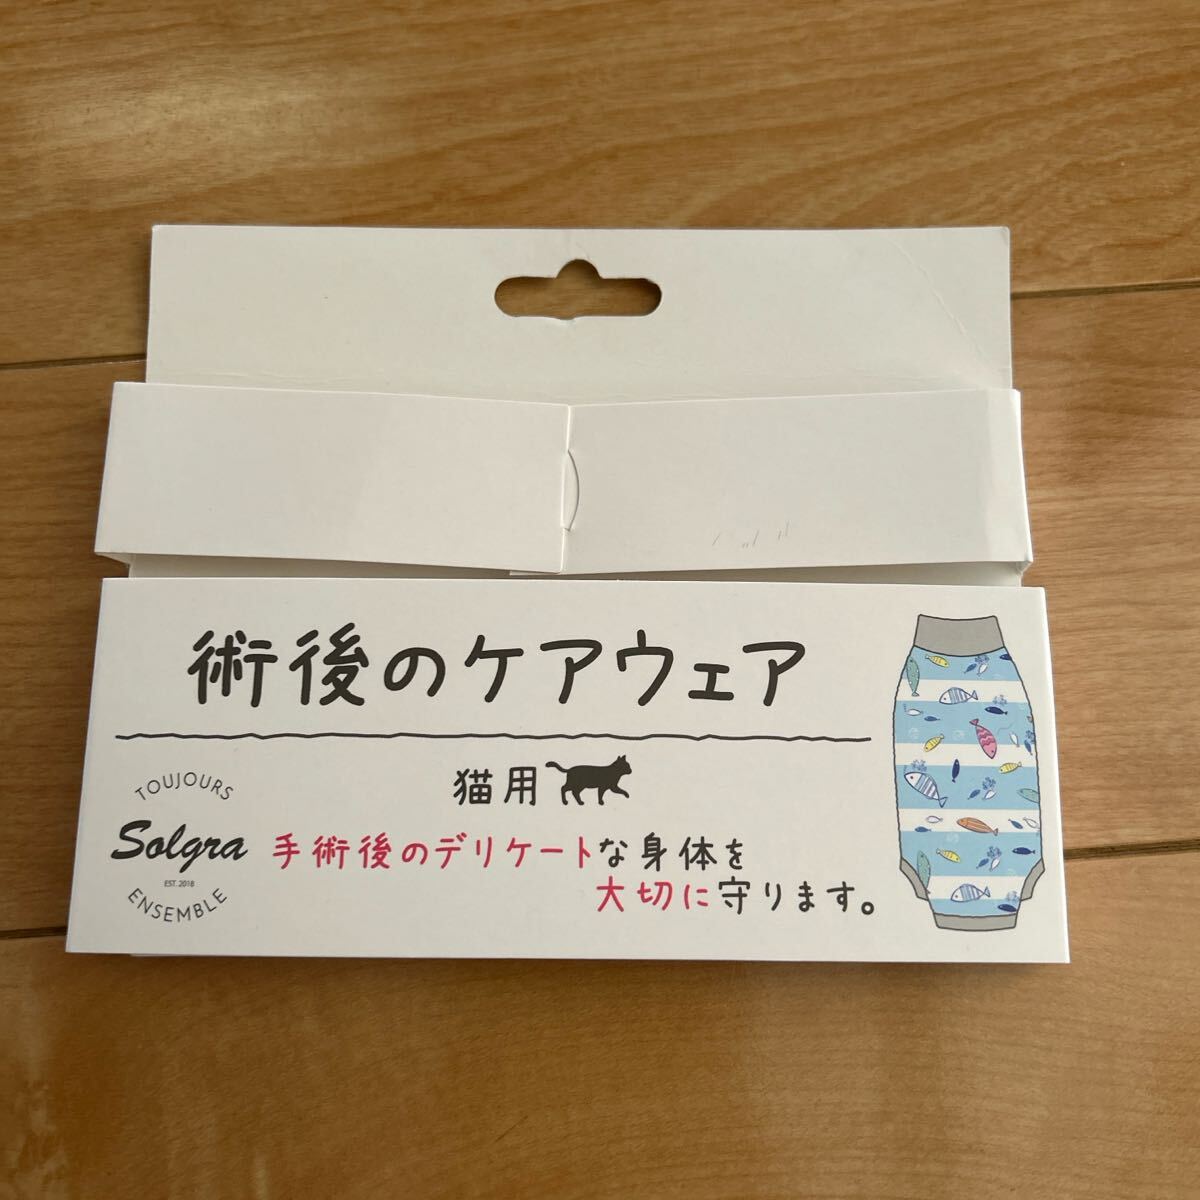 術後のケアウェア
猫用
TOUJOURS
Solgra
EST. 2018
ENSEMBLE
手術後のデリケートな身体を
大切に守ります。